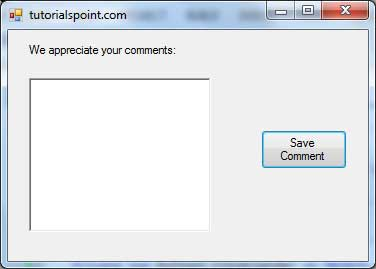 tutorialspoint.com
We appreciate your comments:
Save
Comment